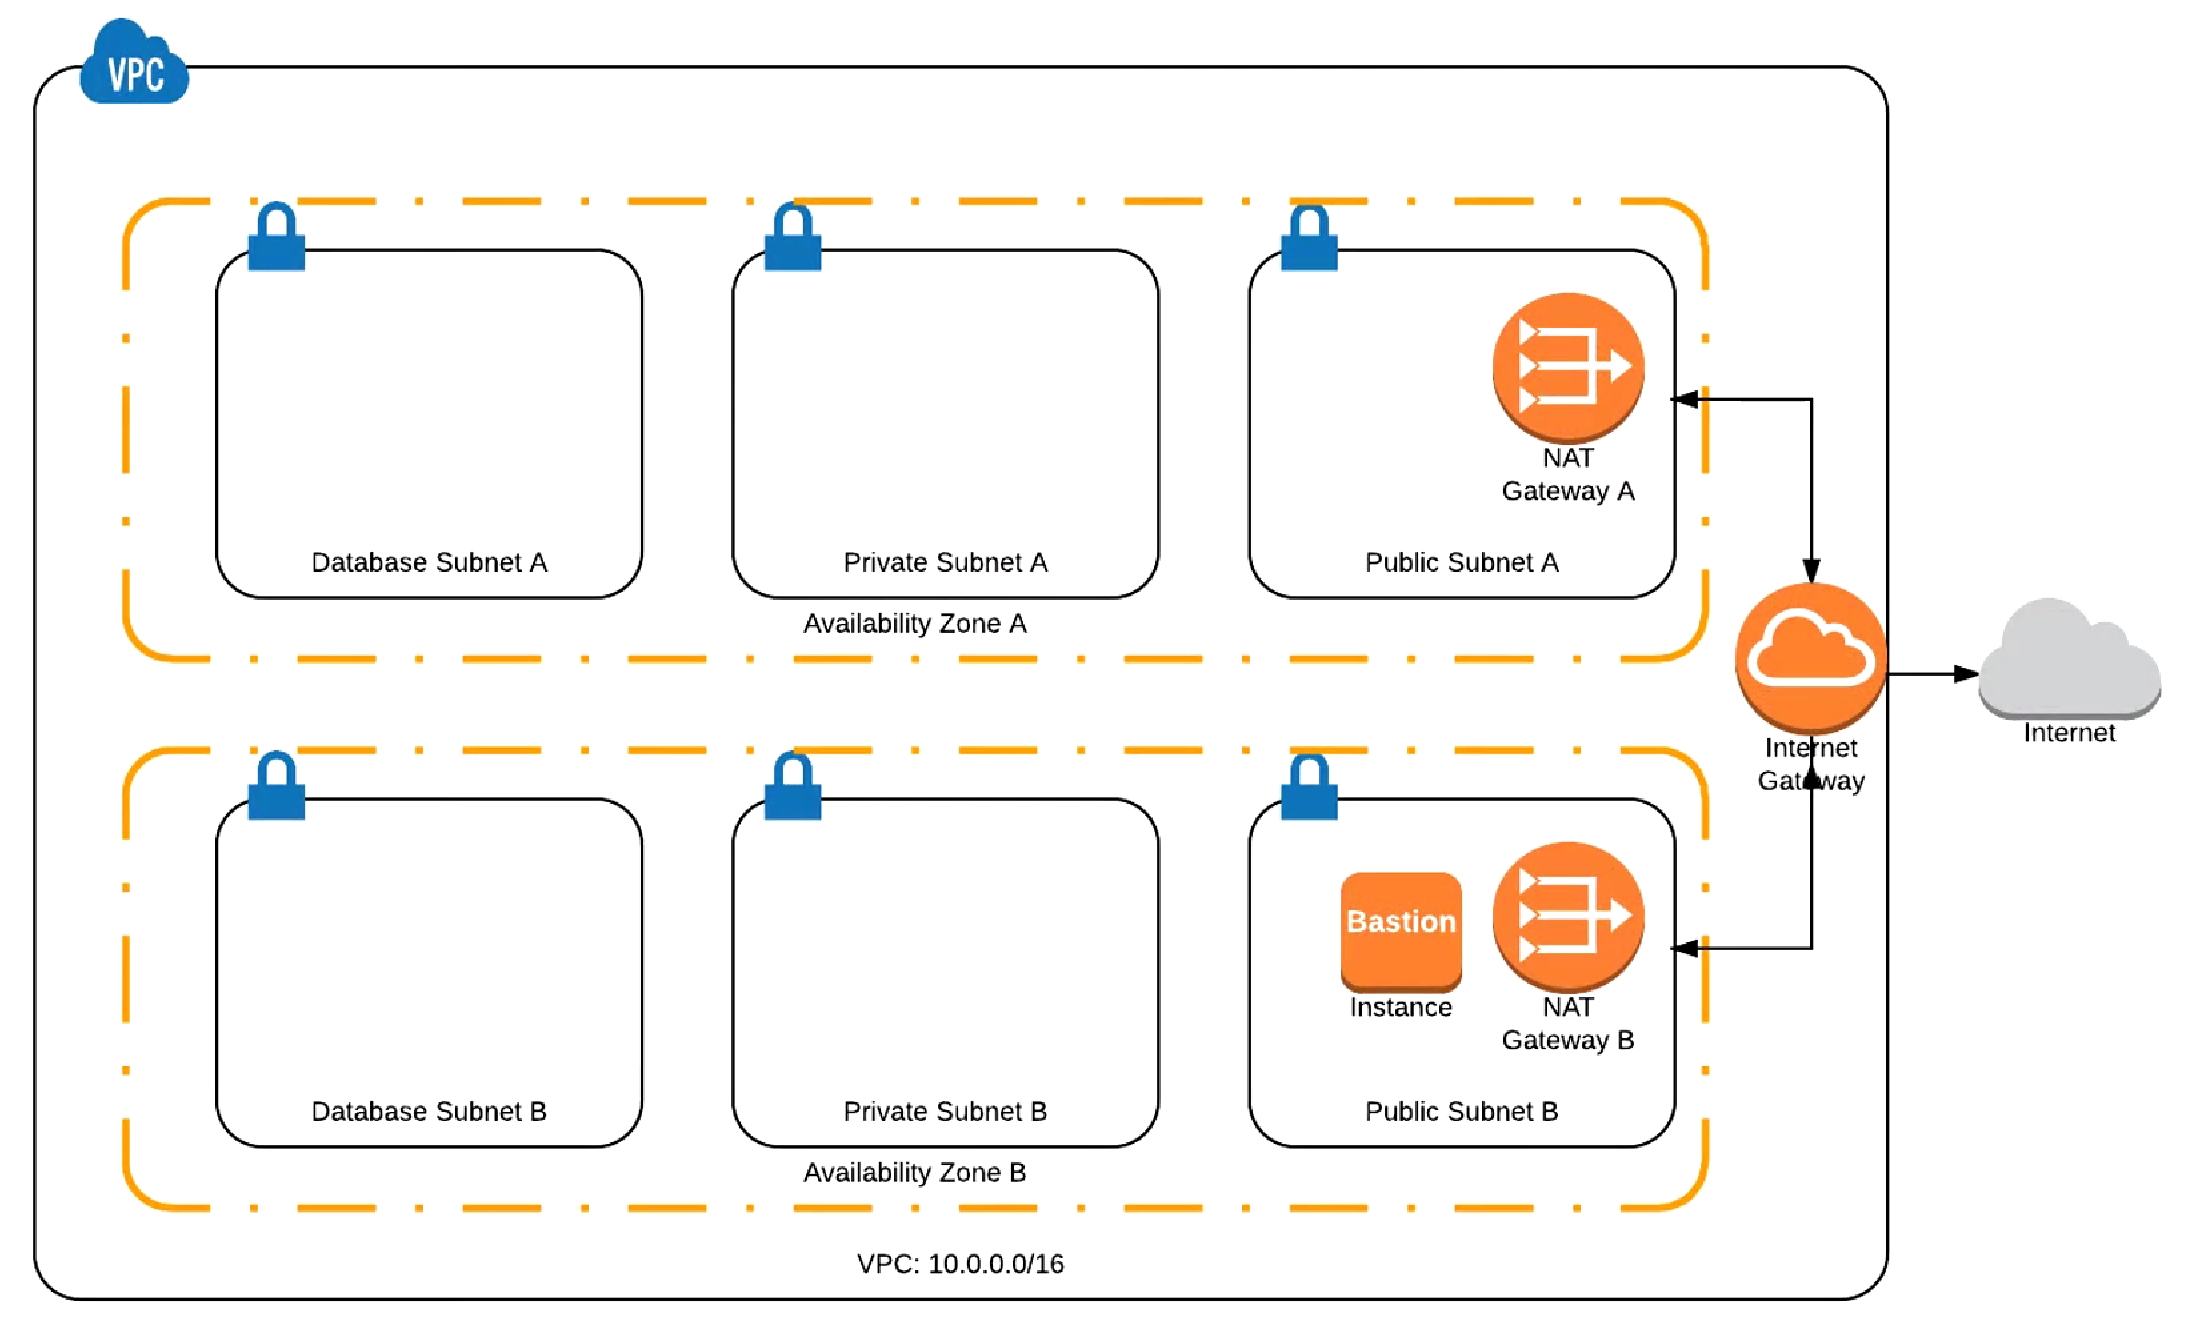 VPC
NAT
Gateway A
Database Subnet A
Private Subnet A
Public Subnet A
Availability Zone A
Internet
Gateway
Internet
Bastion
Instance
NAT
Gateway B
Database Subnet B
Private Subnet B
Public Subnet B
Availability Zone B
VPC: 10.0.0.0/16